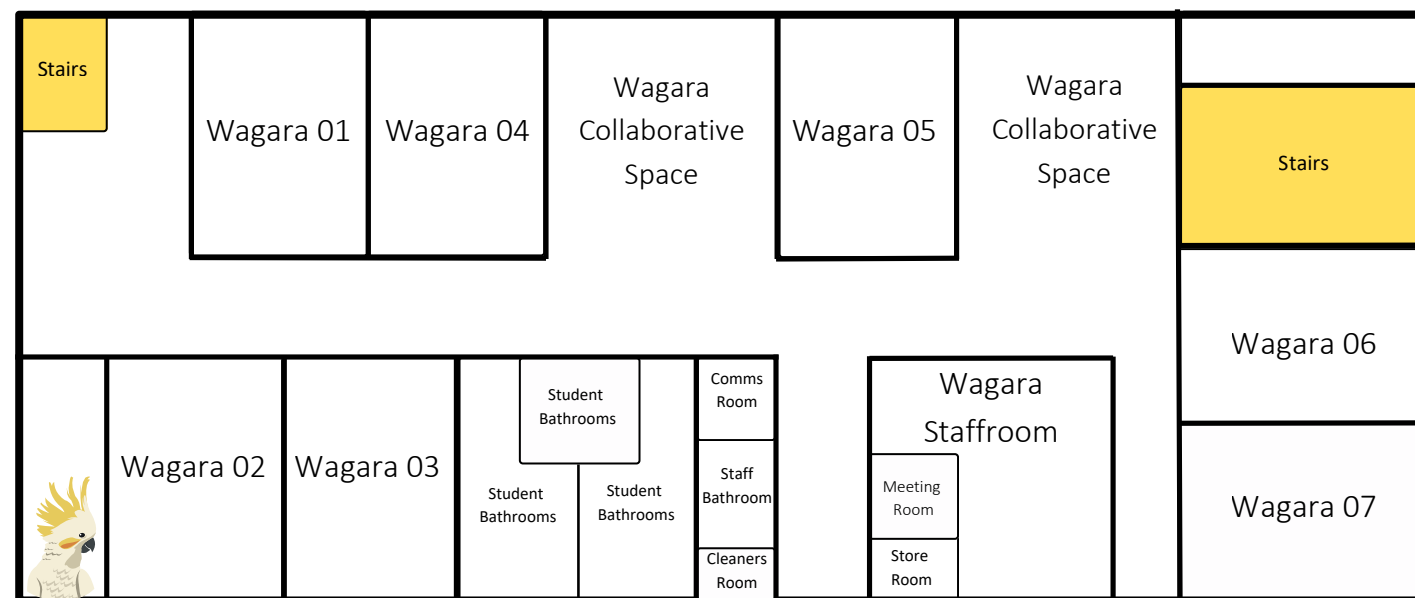 Stairs
Wagara 01
Wagara 04
Wagara
Collaborative
Space
Wagara 05
Wagara
Collaborative
Space
Stairs
Wagara 06
Wagara 02
Wagara 03
Student
Bathrooms
Student
Bathrooms
Student
Bathrooms
Comms
Room
Staff
Bathroom
Cleaners
Room
Wagara
Staffroom
Meeting
Room
Store
Room
Wagara 07